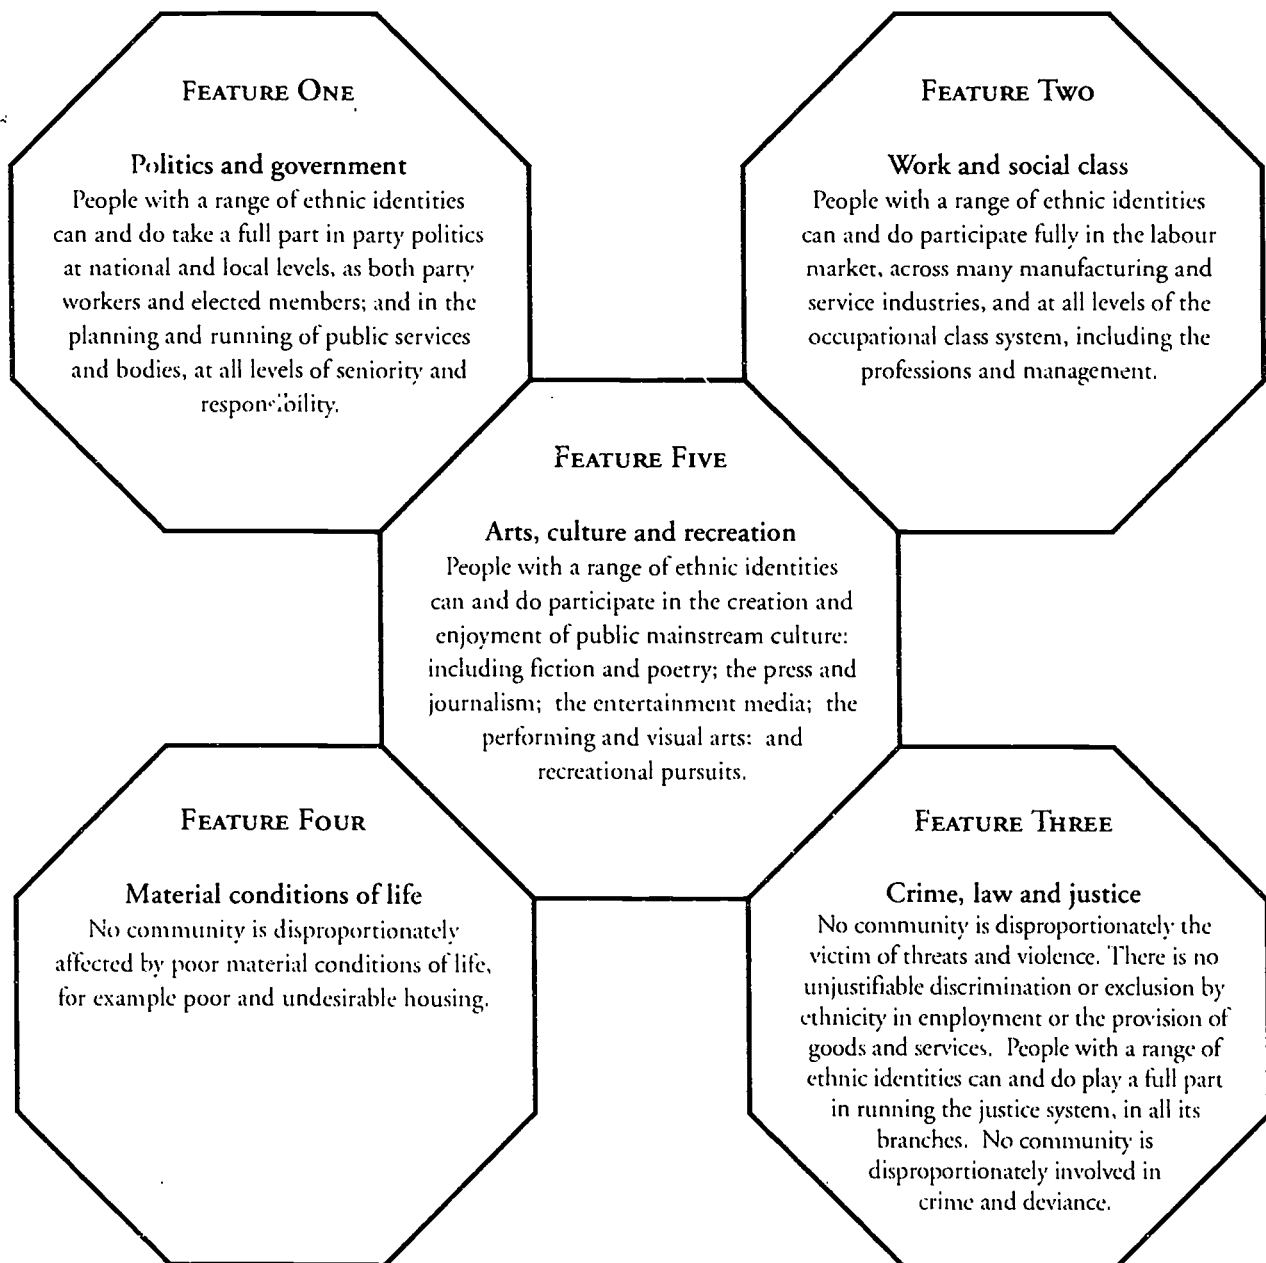 FEATURE ONE
Politics and government
People with a range of ethnic identities
can and do take a full part in party politics
at national and local levels, as both party
workers and elected members; and in the
planning and running of public services
and bodies, at all levels of seniority and
responsibility.
FEATURE TWO
Work and social class
People with a range of ethnic identities
can and do participate fully in the labour
market, across many manufacturing and
service industries, and at all levels of the
occupational class system, including the
professions and management.
FEATURE FIVE
Arts, culture and recreation
People with a range of ethnic identities
can and do participate in the creation and
enjoyment of public mainstream culture:
including fiction and poetry; the press and
journalism; the entertainment media; the
performing and visual arts: and
recreational pursuits.
FEATURE FOUR
Material conditions of life
No community is disproportionately
affected by poor material conditions of life,
for example poor and undesirable housing.
FEATURE THREE
Crime, law and justice
No community is disproportionately the
victim of threats and violence. There is no
unjustifiable discrimination or exclusion by
ethnicity in employment or the provision of
goods and services. People with a range of
ethnic identities can and do play a full part
in running the justice system, in all its
branches. No community is
disproportionately involved in
crime and deviance.